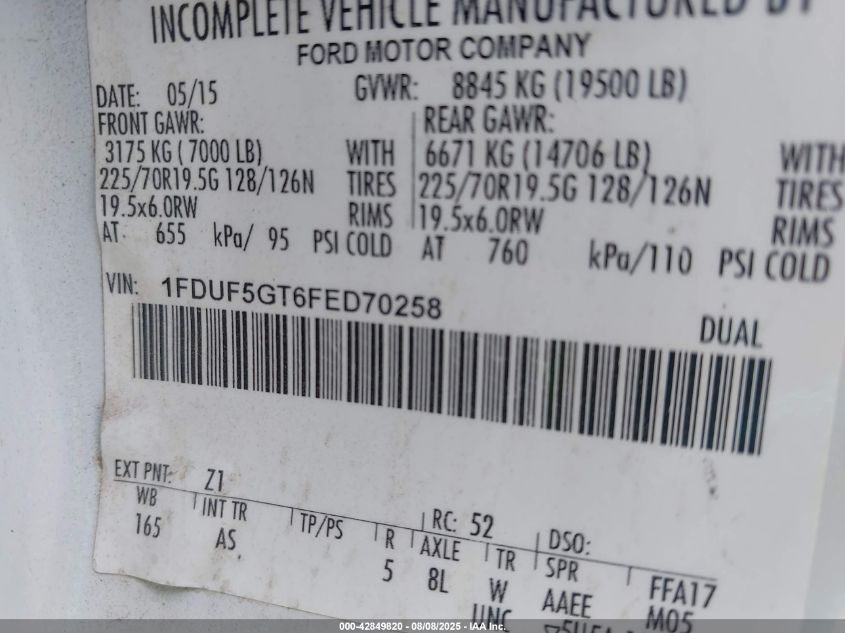 INCOMPLETE VEHICLE MANUFACTURED BY
FORD MOTOR COMPANY
DATE: 05/15 GVWR: 8845 KG (19500 LB)
FRONT GAWR: REAR GAWR:
3175 KG ( 7000 LB) WITH 6671 KG (14706 LB) WITH
225/70R19.5G 128/126N TIRES 225/70R19.5G 128/126N TIRES
19.5x6.0RW RIMS 19.5x6.0RW RIMS
AT 655 kPa/ 95 PSI COLD AT 760 kPa/110 PSI COLD
VIN: 1FDUF5GT6FED70258
DUAL
EXT PNT: Z1 RC: 52 DSO:
WB INT TR TP/PS R AXLE TR SPR FFA17
165 AS 5 8L W AAEE M05
000-42849820 - 08/08/2025 - IAA Inc.